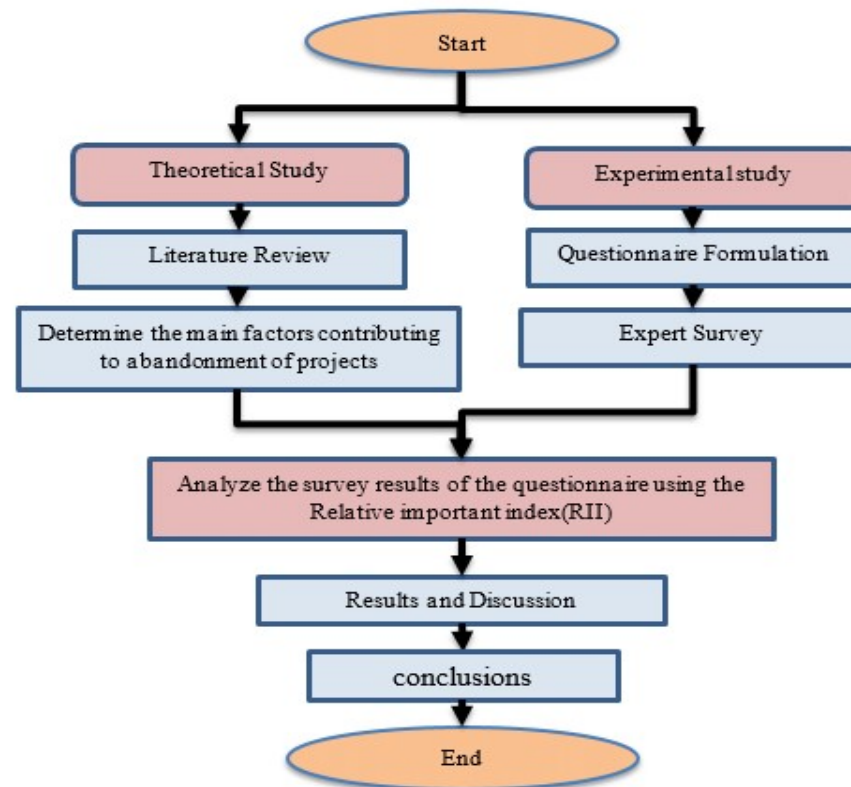 Start
Theoretical Study
Experimental study
Literature Review
Questionnaire Formulation
Determine the main factors contributing
to abandonment of projects
Expert Survey
Analyze the survey results of the questionnaire using the
Relative important index(RII)
Results and Discussion
conclusions
End